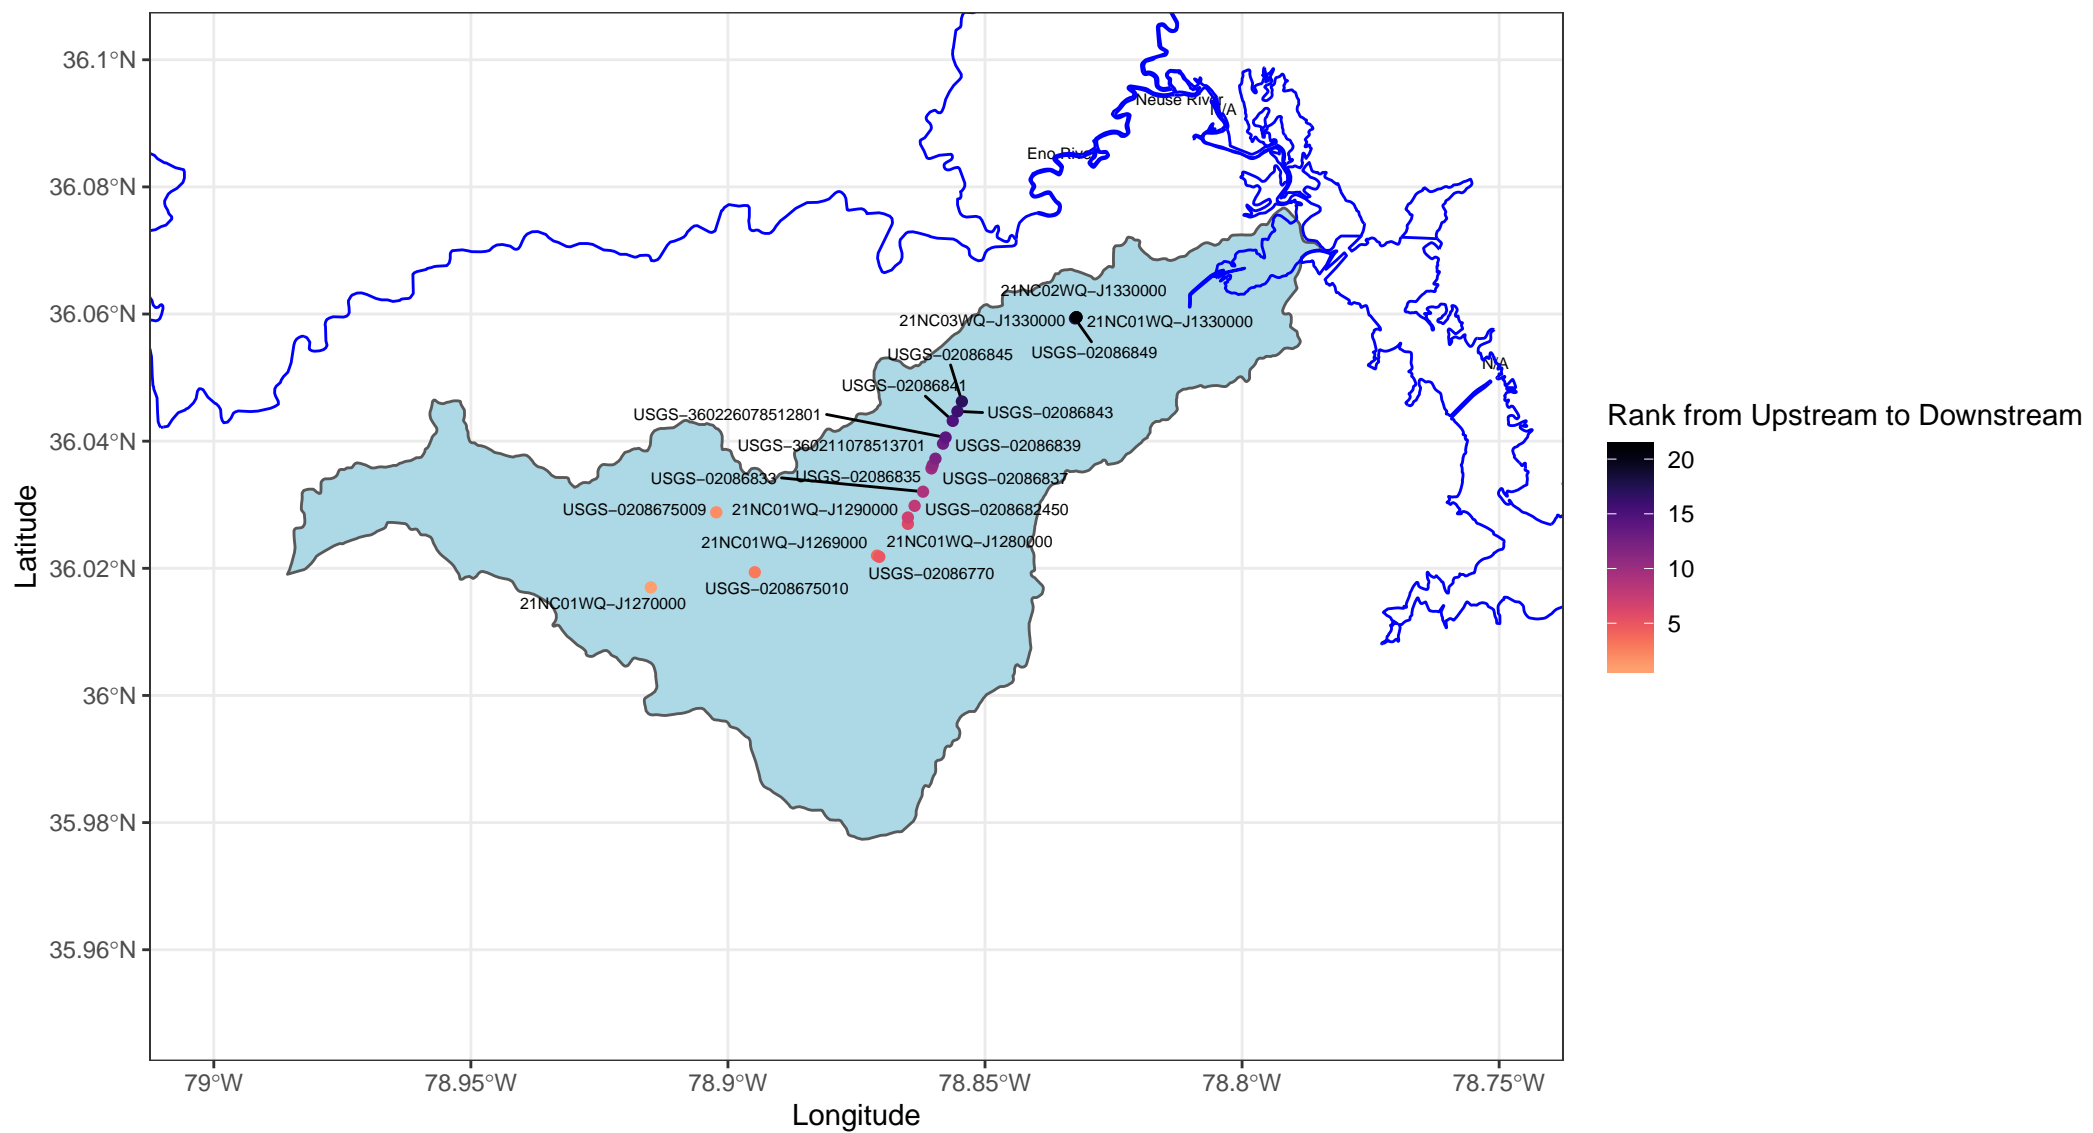 36.1°N
36.08°N
36.06°N
36.04°N
36.02°N
36°N
35.98°N
35.96°N
Latitude
Neuse River
N/A
Eno River
21NC02WQ−J1330000
21NC03WQ−J1330000
21NC01WQ−J1330000
USGS−02086845
USGS−02086849
N/A
USGS−02086841
USGS−360226078512801
USGS−02086843
USGS−360211078513701
USGS−02086839
USGS−02086833
USGS−02086835
USGS−02086837
USGS−0208675009
21NC01WQ−J1290000
USGS−0208682450
21NC01WQ−J1269000
21NC01WQ−J1280000
USGS−02086770
USGS−0208675010
21NC01WQ−J1270000
79°W
78.95°W
78.9°W
78.85°W
78.8°W
78.75°W
Longitude
Rank from Upstream to Downstream
20
15
10
5